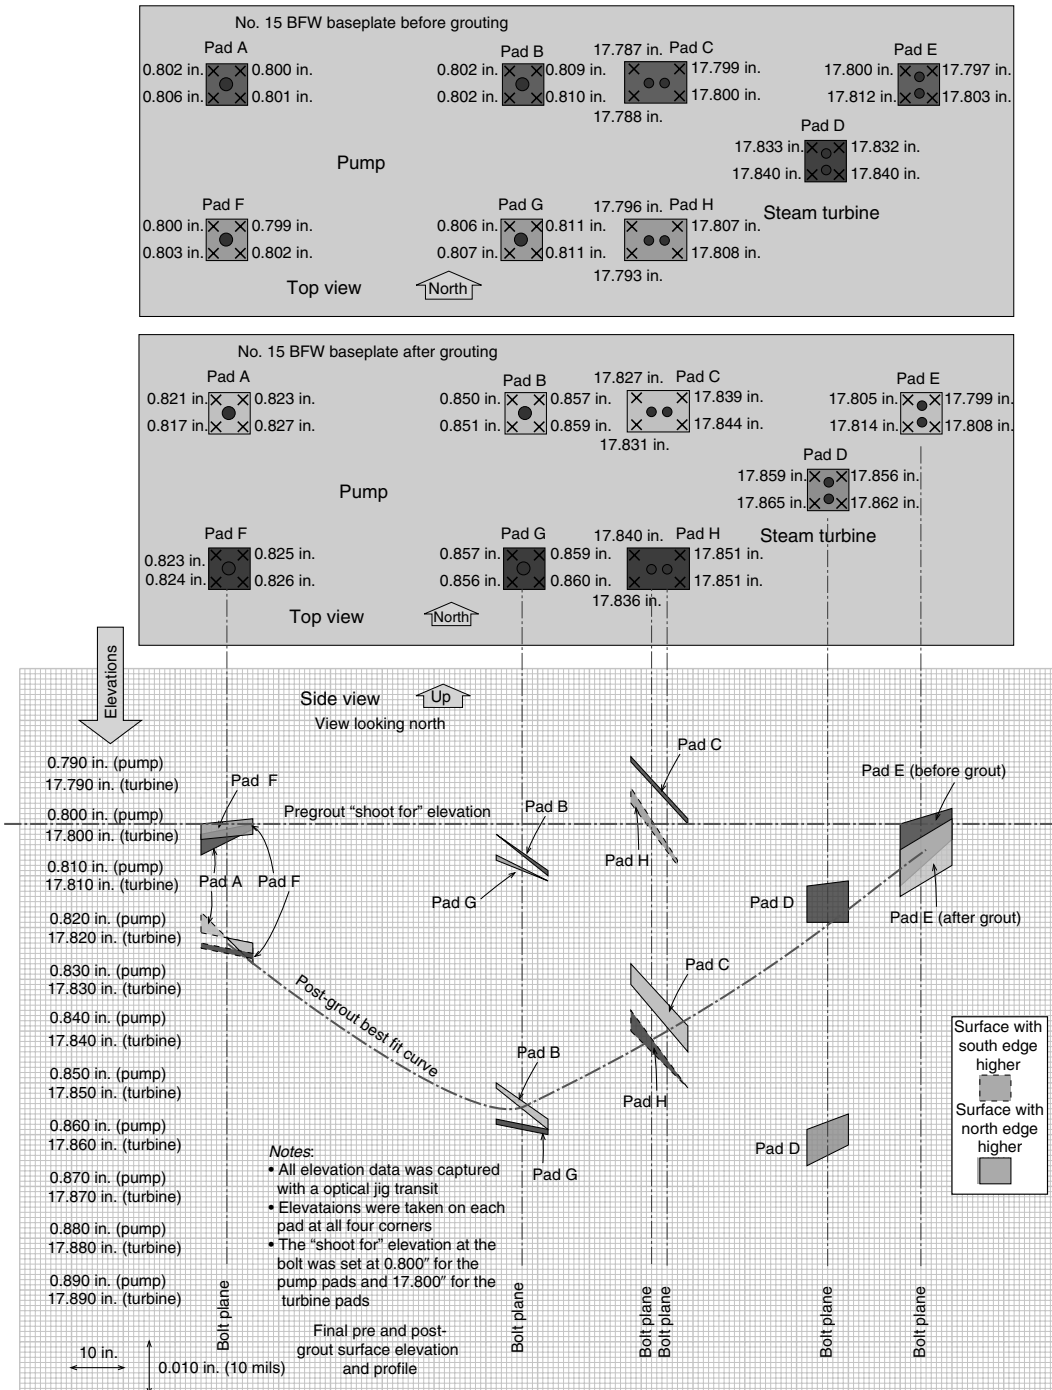 No. 15 BFW baseplate before grouting
Pad A
0.802 in.
0.800 in.
0.806 in.
0.801 in.
Pad B
0.802 in.
0.809 in.
0.802 in.
0.810 in.
17.787 in.
Pad C
17.799 in.
17.800 in.
17.788 in.
Pad E
17.800 in.
17.797 in.
17.812 in.
17.803 in.
Pad D
17.833 in.
17.832 in.
17.840 in.
17.840 in.
Pump
Pad F
0.800 in.
0.799 in.
0.803 in.
0.802 in.
Pad G
0.806 in.
0.811 in.
0.807 in.
0.811 in.
17.796 in.
Pad H
17.807 in.
17.808 in.
17.793 in.
Steam turbine
Top view
North
No. 15 BFW baseplate after grouting
Pad A
0.821 in.
0.823 in.
0.817 in.
0.827 in.
Pad B
0.850 in.
0.857 in.
0.851 in.
0.859 in.
17.827 in.
Pad C
17.839 in.
17.844 in.
17.831 in.
Pad E
17.805 in.
17.799 in.
17.814 in.
17.808 in.
Pad D
17.859 in.
17.856 in.
17.865 in.
17.862 in.
Pump
Pad F
0.823 in.
0.825 in.
0.824 in.
0.826 in.
Pad G
0.857 in.
0.859 in.
0.856 in.
0.860 in.
17.840 in.
Pad H
17.851 in.
17.851 in.
17.836 in.
Steam turbine
Top view
North
Elevations
Side view
Up
View looking north
0.790 in. (pump)
17.790 in. (turbine)
0.800 in. (pump)
17.800 in. (turbine)
0.810 in. (pump)
17.810 in. (turbine)
0.820 in. (pump)
17.820 in. (turbine)
0.830 in. (pump)
17.830 in. (turbine)
0.840 in. (pump)
17.840 in. (turbine)
0.850 in. (pump)
17.850 in. (turbine)
0.860 in. (pump)
17.860 in. (turbine)
0.870 in. (pump)
17.870 in. (turbine)
0.880 in. (pump)
17.880 in. (turbine)
0.890 in. (pump)
17.890 in. (turbine)
Pad F
Pregrout “shoot for” elevation
Pad A
Pad F
Pad B
Pad G
Pad C
Pad H
Pad E (before grout)
Pad D
Pad E (after grout)
Pad C
Post-grout best fit curve
Pad B
Pad H
Pad G
Pad D
Surface with
south edge
higher
Surface with
north edge
higher
Notes:
• All elevation data was captured
with a optical jig transit
• Elevataions were taken on each
pad at all four corners
• The “shoot for” elevation at the
bolt was set at 0.800″ for the
pump pads and 17.800″ for the
turbine pads
Final pre and post-
grout surface elevation
and profile
Bolt plane
Bolt plane
Bolt plane
Bolt plane
Bolt plane
Bolt plane
10 in.
0.010 in. (10 mils)